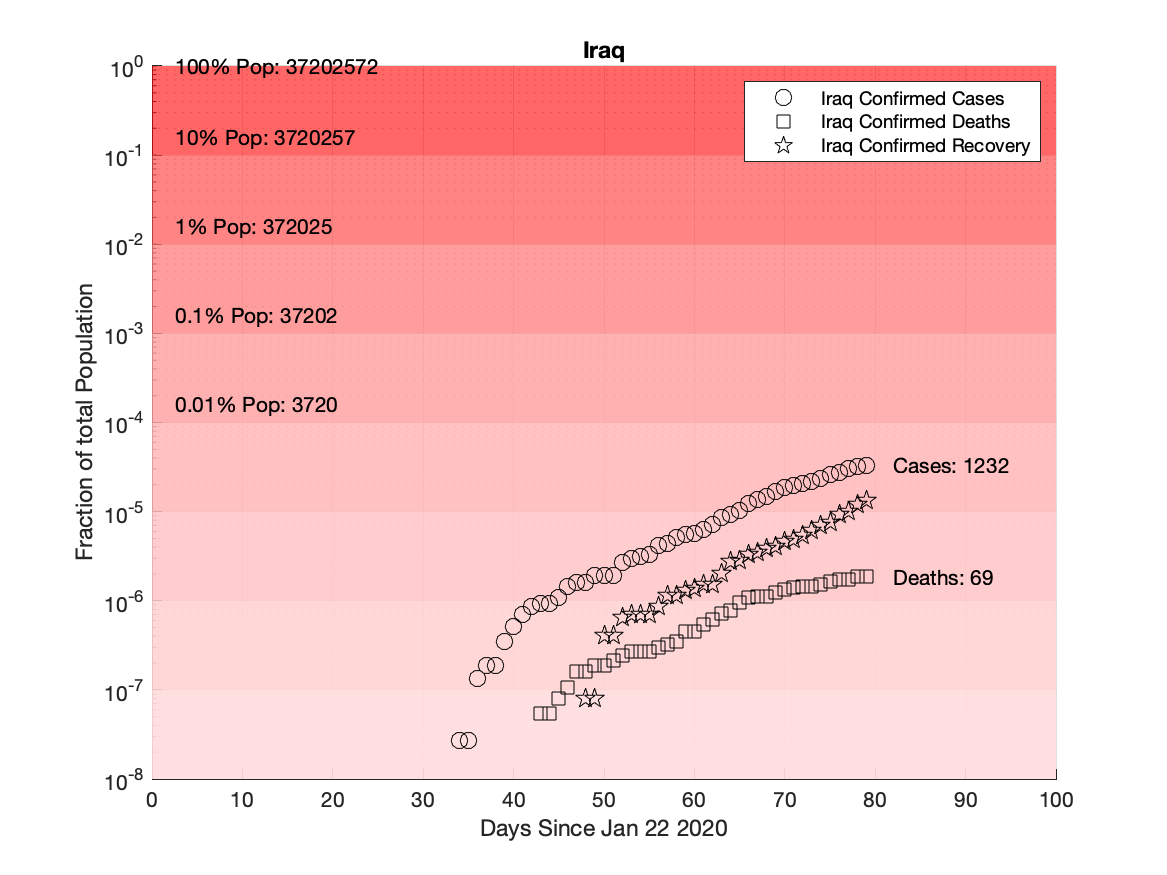 Iraq
10^0
10^-1
10^-2
10^-3
10^-4
10^-5
10^-6
10^-7
10^-8
Fraction of total Population
100% Pop: 37202572
10% Pop: 3720257
1% Pop: 372025
0.1% Pop: 37202
0.01% Pop: 3720
Iraq Confirmed Cases
Iraq Confirmed Deaths
Iraq Confirmed Recovery
Cases: 1232
Deaths: 69
0 10 20 30 40 50 60 70 80 90 100
Days Since Jan 22 2020